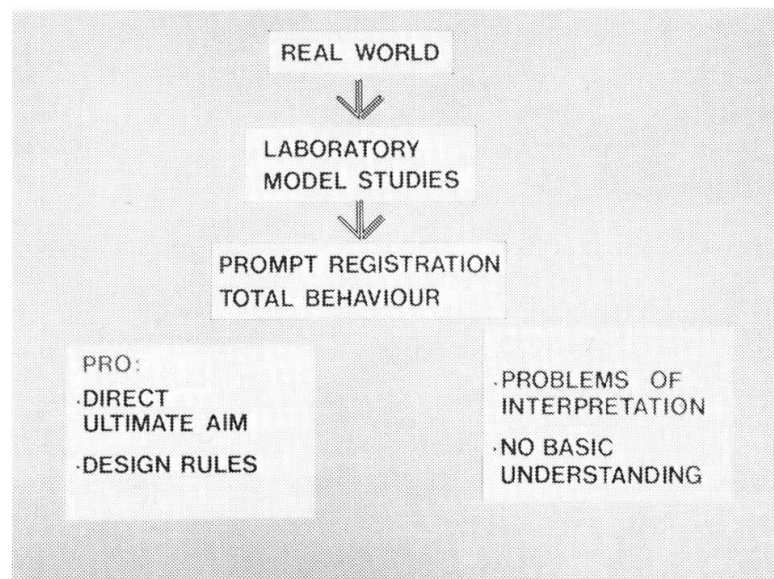 REAL WORLD
LABORATORY
MODEL STUDIES
PROMPT REGISTRATION
TOTAL BEHAVIOUR
PRO:
·DIRECT
ULTIMATE AIM
·DESIGN RULES
·PROBLEMS OF
INTERPRETATION
·NO BASIC
UNDERSTANDING